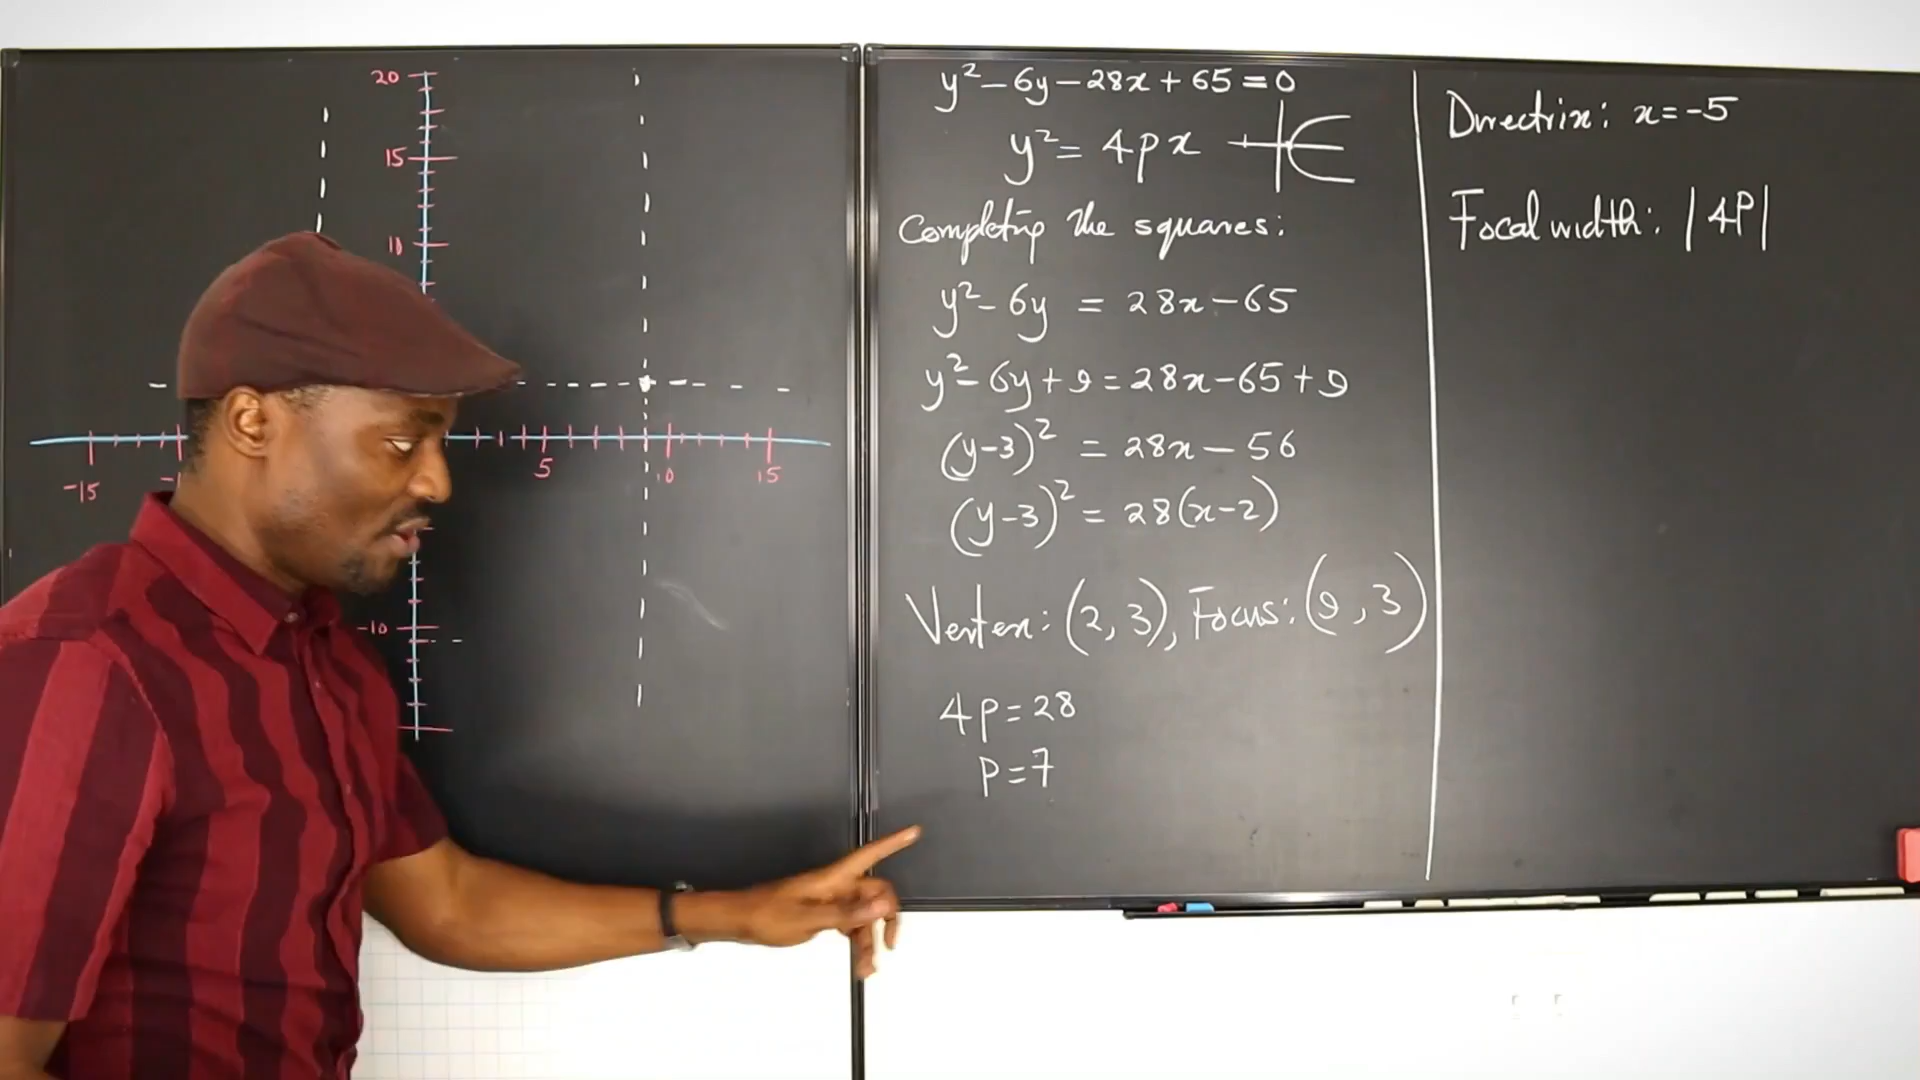 20
15
10
-15
5
10
15
-10
y² - 6y - 28x + 65 = 0
y² = 4px
Completing the squares:
y² - 6y = 28x - 65
y² - 6y + 9 = 28x - 65 + 9
(y-3)² = 28x - 56
(y-3)² = 28(x-2)
Vertex: (2, 3), Focus: (9, 3)
4p = 28
p = 7
Directrix: x = -5
Focal width: |4P|